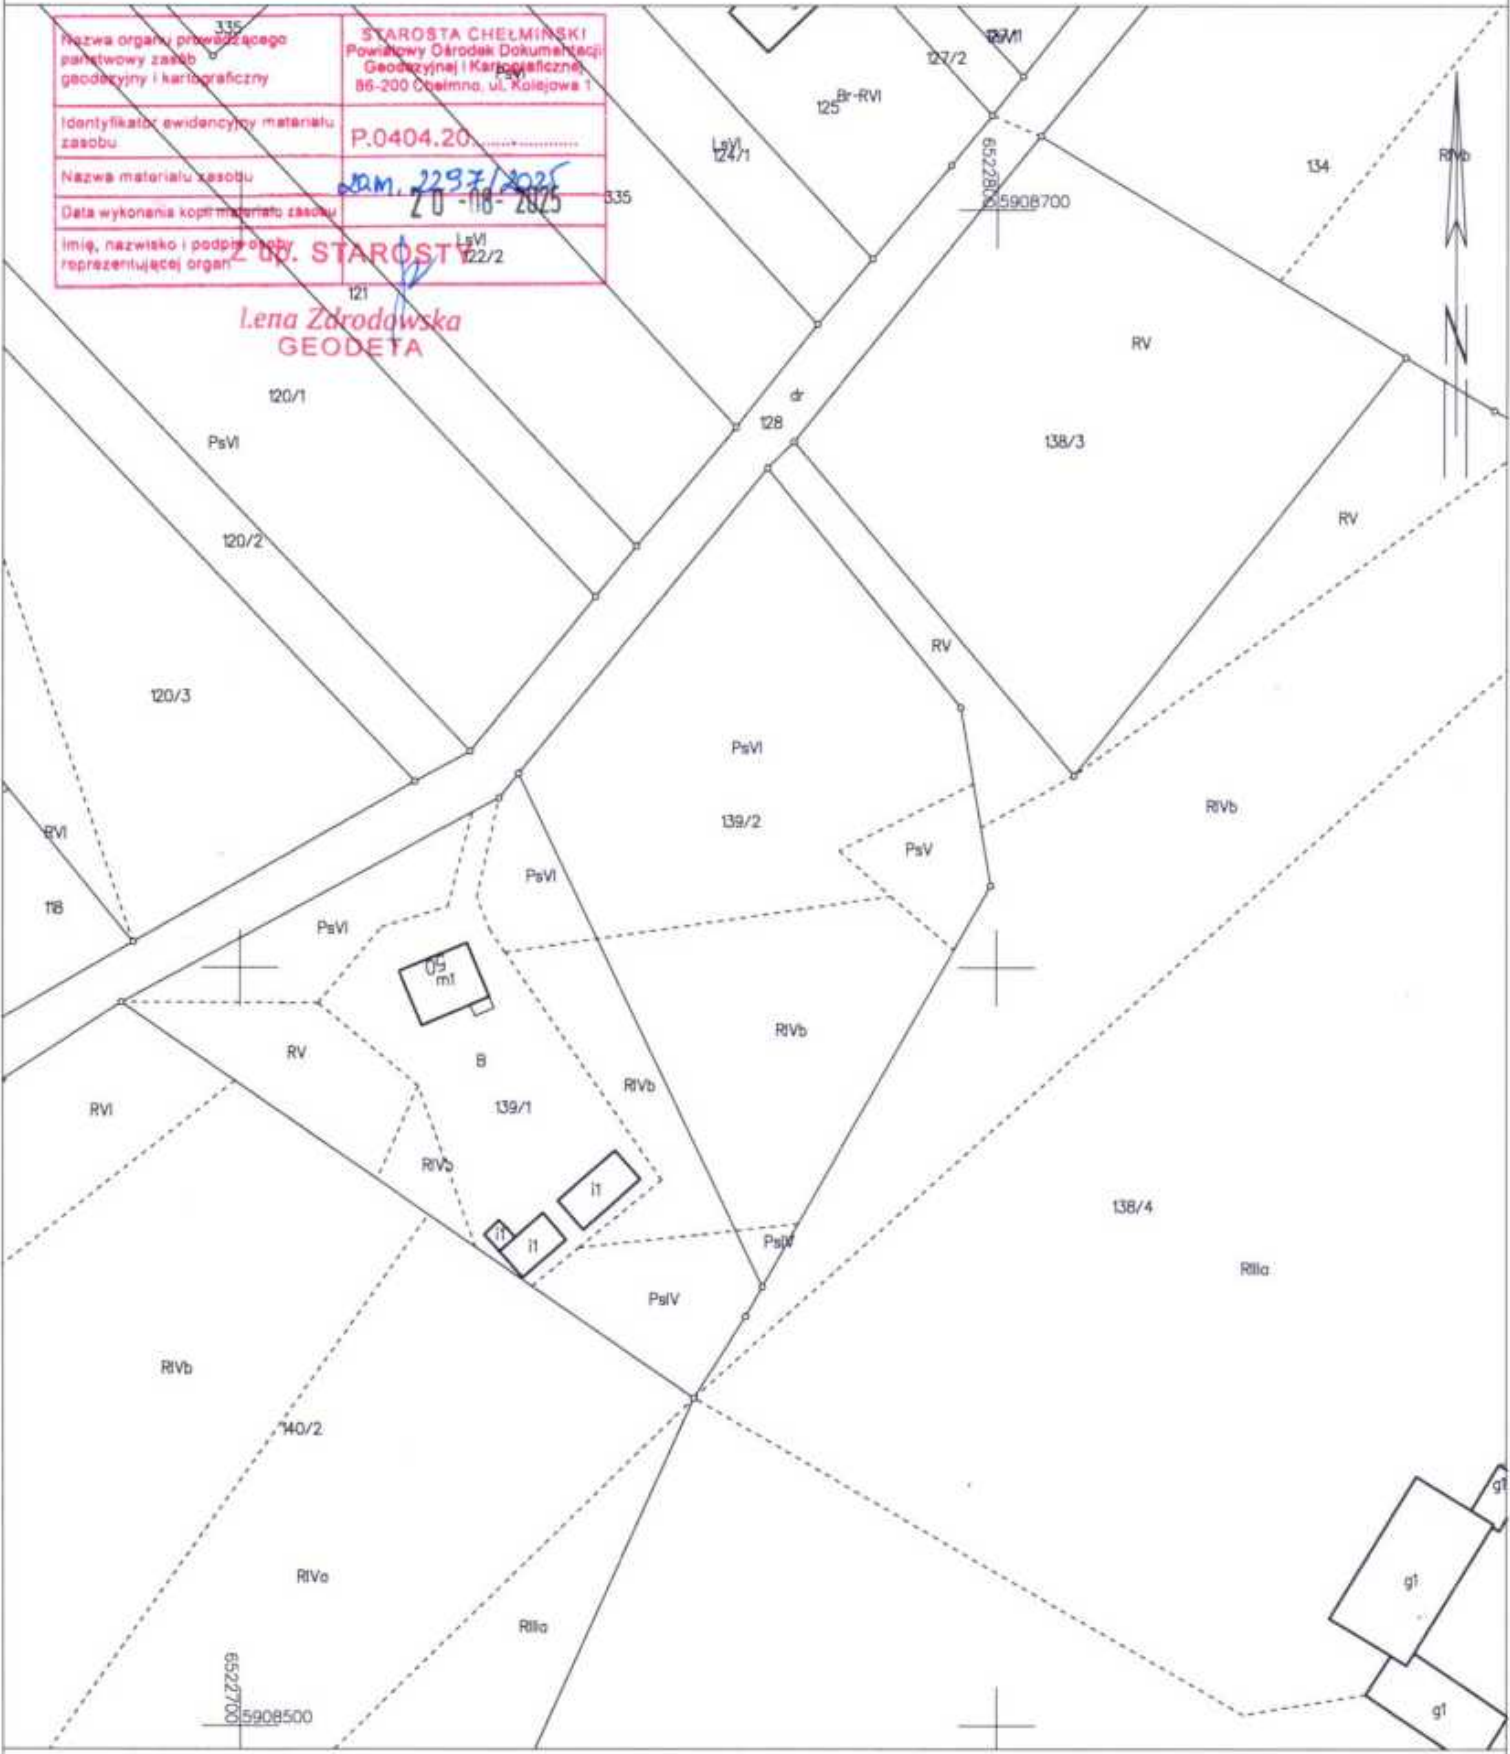 335
Nazwa organu prowadzącego
państwowy zasób
geodezyjny i kartograficzny
STAROSTA CHEŁMIŃSKI
Powiatowy Ośrodek Dokumentacji
Geodezyjnej i Kartograficznej
86-200 Chełmno, ul. Kolejowa 1
PsVI
Identyfikator ewidencyjny materiału
zasobu
P.0404.20..................
Nazwa materiału zasobu
zam. 2297/2025
Data wykonania kopii materiału zasobu
20 -08- 2025
335
Imię, nazwisko i podpis osoby
reprezentującej organ
Z up. STAROSTY
LsVI
122/2
121
Lena Zdrodowska
GEODETA
127/2
125
Br-RVI
LsVI
124/1
134
RIVb
6522800
5908700
RV
N
dr
128
138/3
120/1
PsVI
RV
120/2
RV
120/3
PsVI
139/2
PsV
RIVb
RVI
118
PsVI
PsVI
50
m1
RIVb
RV
B
RIVb
139/1
RVI
RIVb
i1
i1
i1
138/4
PsIV
RIIIa
PsIV
RIVb
140/2
g1
g1
RIVa
RIIIa
g1
6522700
5908500